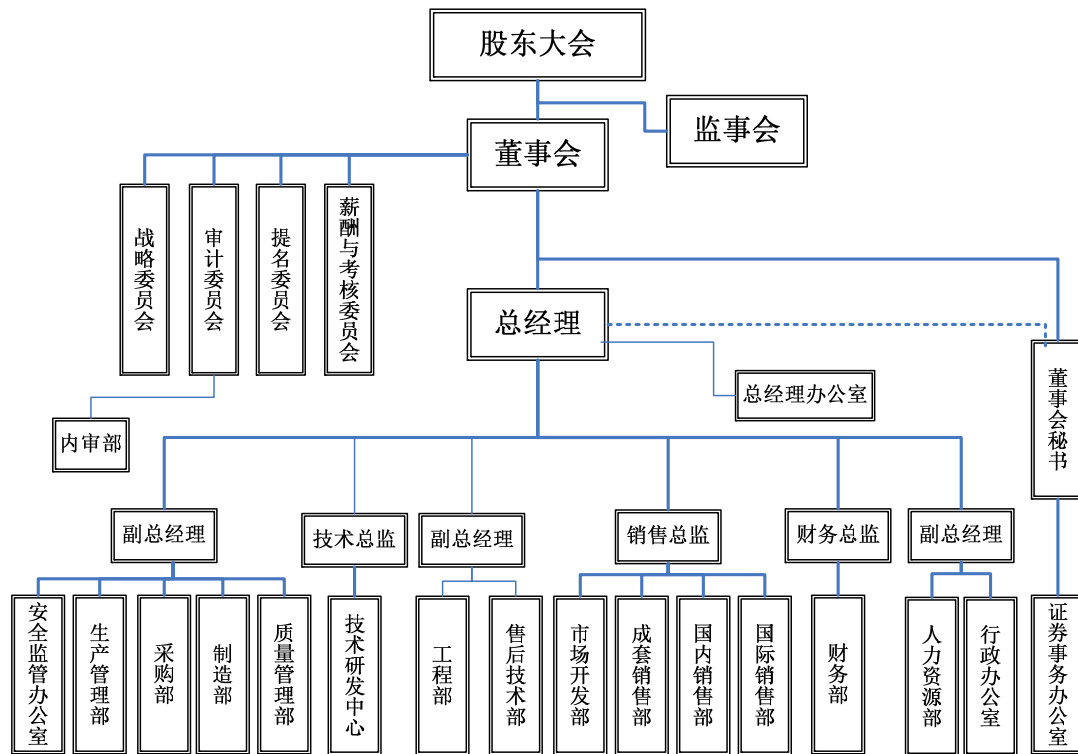 股东大会
监事会
董事会
战略委员会
审计委员会
提名委员会
薪酬与考核委员会
总经理
总经理办公室
董事会秘书
内审部
副总经理
技术总监
副总经理
销售总监
财务总监
副总经理
安全监管办公室
生产管理部
采购部
制造部
质量管理部
技术研发中心
工程部
售后技术部
市场开发部
成套销售部
国内销售部
国际销售部
财务部
人力资源部
行政办公室
证券事务办公室